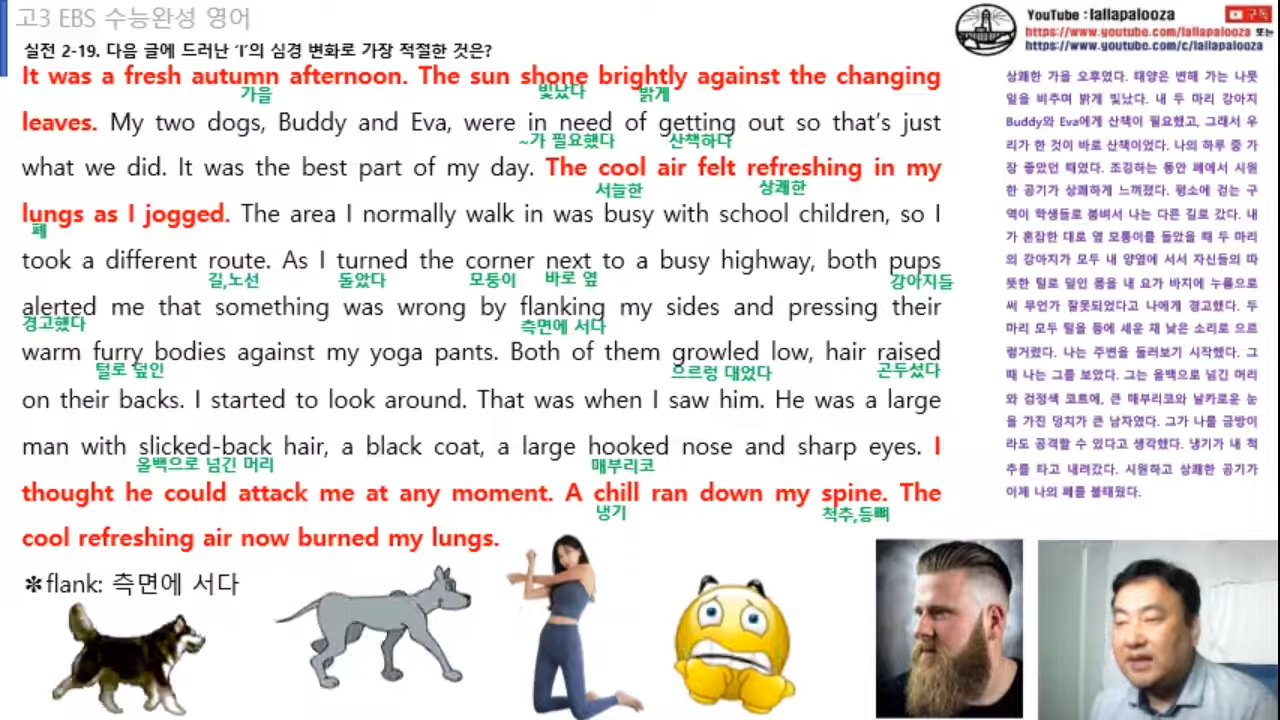 고3 EBS 수능완성 영어
YouTube : lallapalooza
구독
https://www.youtube.com/lallapalooza 또는
https://www.youtube.com/c/lallapalooza
실전 2-19. 다음 글에 드러난 ‘I’의 심경 변화로 가장 적절한 것은?
It was a fresh autumn afternoon. The sun shone brightly against the changing
가을 빛났다 밝게
leaves. My two dogs, Buddy and Eva, were in need of getting out so that’s just
~가 필요했다 산책하다
what we did. It was the best part of my day. The cool air felt refreshing in my
서늘한 상쾌한
lungs as I jogged. The area I normally walk in was busy with school children, so I
폐
took a different route. As I turned the corner next to a busy highway, both pups
길,노선 돌았다 모퉁이 바로 옆 강아지들
alerted me that something was wrong by flanking my sides and pressing their
경고했다 측면에 서다
warm furry bodies against my yoga pants. Both of them growled low, hair raised
털로 덮인 으르렁 대었다 곤두섰다
on their backs. I started to look around. That was when I saw him. He was a large
man with slicked-back hair, a black coat, a large hooked nose and sharp eyes. I
올백으로 넘긴 머리 매부리코
thought he could attack me at any moment. A chill ran down my spine. The
냉기 척추,등뼈
cool refreshing air now burned my lungs.
✽flank: 측면에 서다
상쾌한 가을 오후였다. 태양은 변해 가는 나뭇
잎을 비추며 밝게 빛났다. 내 두 마리 강아지
Buddy와 Eva에게 산책이 필요했고, 그래서 우
리가 한 것이 바로 산책이었다. 나의 하루 중 가
장 좋았던 때였다. 조깅하는 동안 폐에서 시원
한 공기가 상쾌하게 느껴졌다. 평소에 걷는 구
역이 학생들로 붐벼서 나는 다른 길로 갔다. 내
가 혼잡한 대로 옆 모퉁이를 돌았을 때 두 마리
의 강아지가 모두 내 양옆에 서서 자신들의 따
뜻한 털로 덮인 몸을 내 요가 바지에 누름으로
써 무언가 잘못되었다고 나에게 경고했다. 두
마리 모두 털을 등에 세운 채 낮은 소리로 으르
렁거렸다. 나는 주변을 둘러보기 시작했다. 그
때 나는 그를 보았다. 그는 올백으로 넘긴 머리
와 검정색 코트에, 큰 매부리코와 날카로운 눈
을 가진 덩치가 큰 남자였다. 그가 나를 금방이
라도 공격할 수 있다고 생각했다. 냉기가 내 척
추를 타고 내려갔다. 시원하고 상쾌한 공기가
이제 나의 폐를 불태웠다.